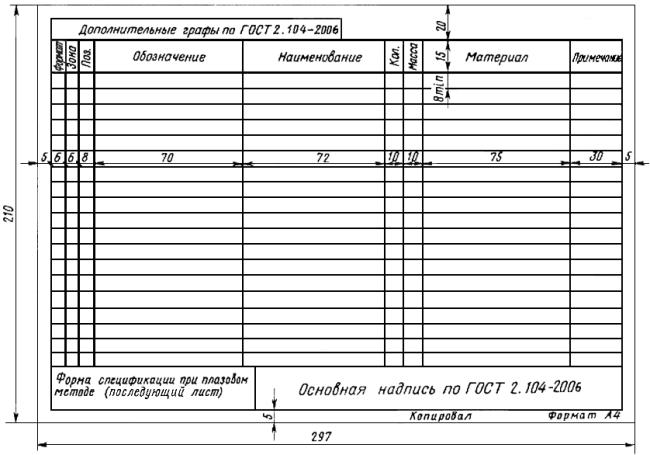 Дополнительные графы по ГОСТ 2.104-2006
20
Формат Зона Поз. Обозначение Наименование Кол. Масса 15 Материал Примечание
8min
5 6 6 8 70 72 10 10 75 30 5
210
Форма спецификации при плазовом
методе (последующий лист)
Основная надпись по ГОСТ 2.104-2006
5 Копировал Формат А4
297